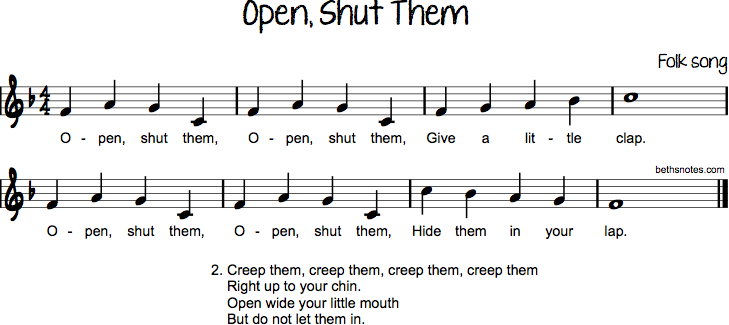 Open, Shut Them
Folk song
4
4
O - pen, shut them, O - pen, shut them, Give a lit - tle clap.
bethsnotes.com
O - pen, shut them, O - pen, shut them, Hide them in your lap.
2. Creep them, creep them, creep them, creep them
Right up to your chin.
Open wide your little mouth
But do not let them in.